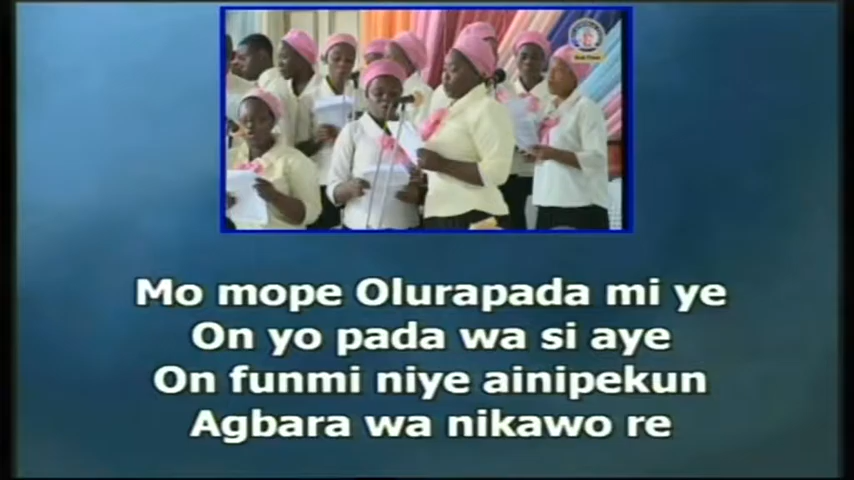 Mo mope Olurapada mi ye
On yo pada wa si aye
On funmi niye ainipekun
Agbara wa nikawo re